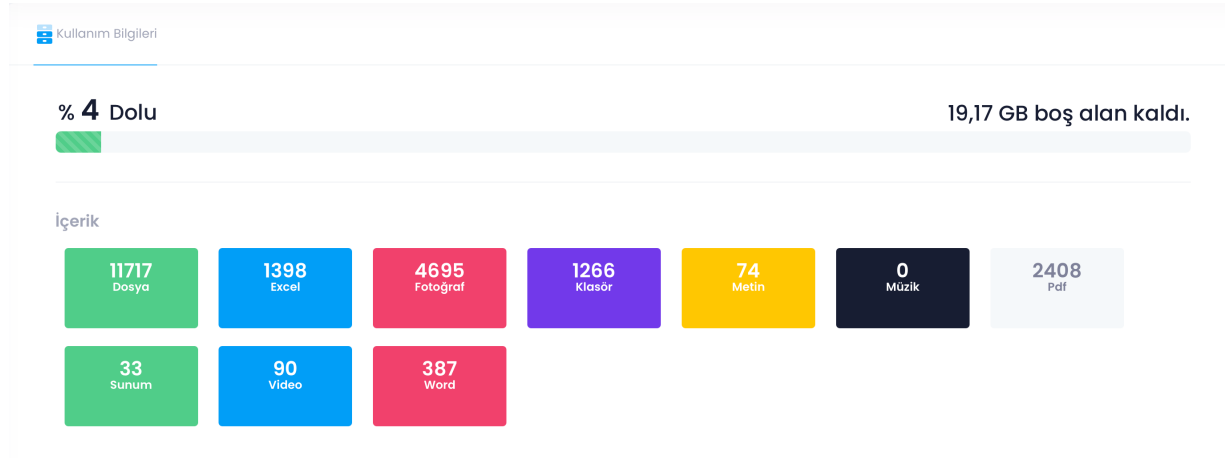 Kullanım Bilgileri
% 4 Dolu
19,17 GB boş alan kaldı.
İçerik
11717
Dosya
1398
Excel
4695
Fotoğraf
1266
Klasör
74
Metin
0
Müzik
2408
Pdf
33
Sunum
90
Video
387
Word